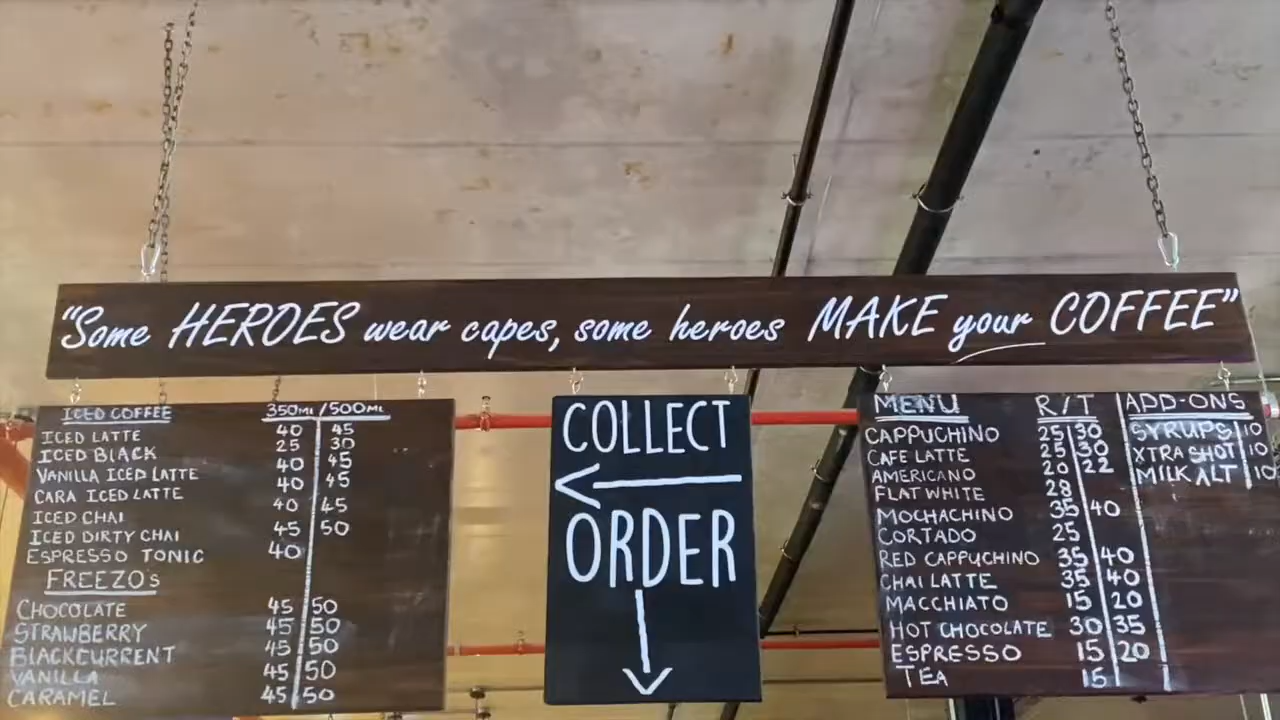 “Some HEROES wear capes, some heroes MAKE your COFFEE”
ICED COFFEE 350ML/500ML
ICED LATTE 40 45
ICED BLACK 25 30
VANILLA ICED LATTE 40 45
CARA ICED LATTE 40 45
ICED CHAI 40 45
ICED DIRTY CHAI 45 50
ESPRESSO TONIC 40
FREEZO's
CHOCOLATE 45 50
STRAWBERRY 45 50
BLACKCURRENT 45 50
VANILLA 45 50
CARAMEL 45 50
COLLECT
ORDER
MENU R/T
CAPPUCHINO 25 30
CAFE LATTE 25 30
AMERICANO 20 22
FLAT WHITE 28
MOCHACHINO 35 40
CORTADO 25
RED CAPPUCHINO 35 40
CHAI LATTE 35 40
MACCHIATO 15 20
HOT CHOCOLATE 30 35
ESPRESSO 15 20
TEA 15
ADD-ONS
SYRUPS 10
XTRA SHOT 10
MILK ALT 10